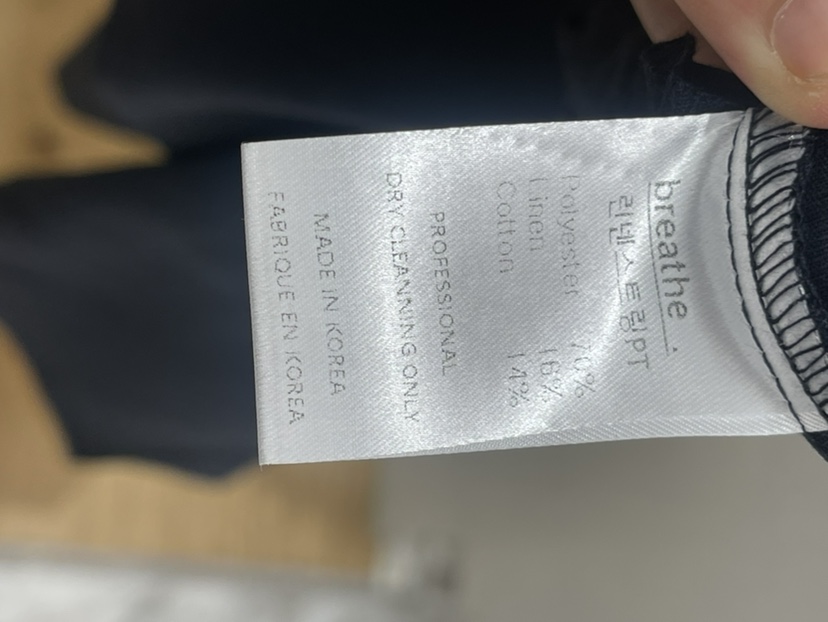 breathe.
린넨스트링PT
Polyester 70%
Linen 16%
Cotton 14%
PROFESSIONAL
DRY CLEANNING ONLY
MADE IN KOREA
FABRIQUE EN KOREA